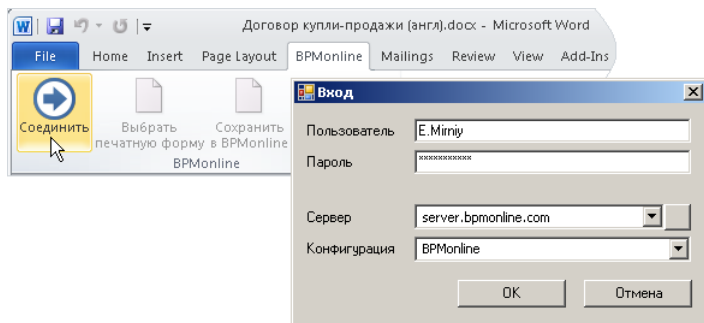 Договор купли-продажи (англ).docx - Microsoft Word
File Home Insert Page Layout BPMonline Mailings Review View Add-Ins
Соединить
Выбрать печатную форму
Сохранить в BPMonline
BPMonline
Вход
Пользователь E.Mirniy
Пароль ***********
Сервер server.bpmonline.com
Конфигурация BPMonline
OK Отмена